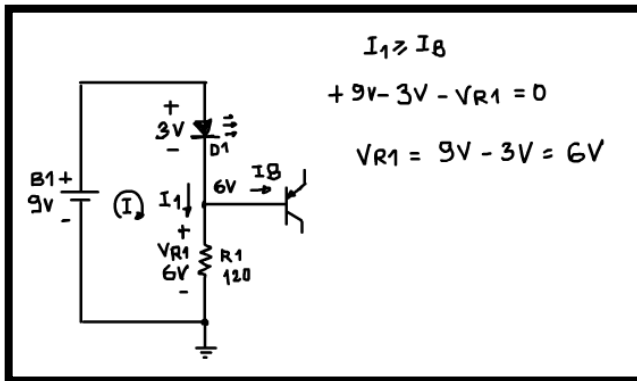 I1 ≥ IB
+ 9V - 3V - VR1 = 0
VR1 = 9V - 3V = 6V
+
3V
-
D1
B1 +
9V
-
I
I1
6V
IB
+
VR1
6V
-
R1
120